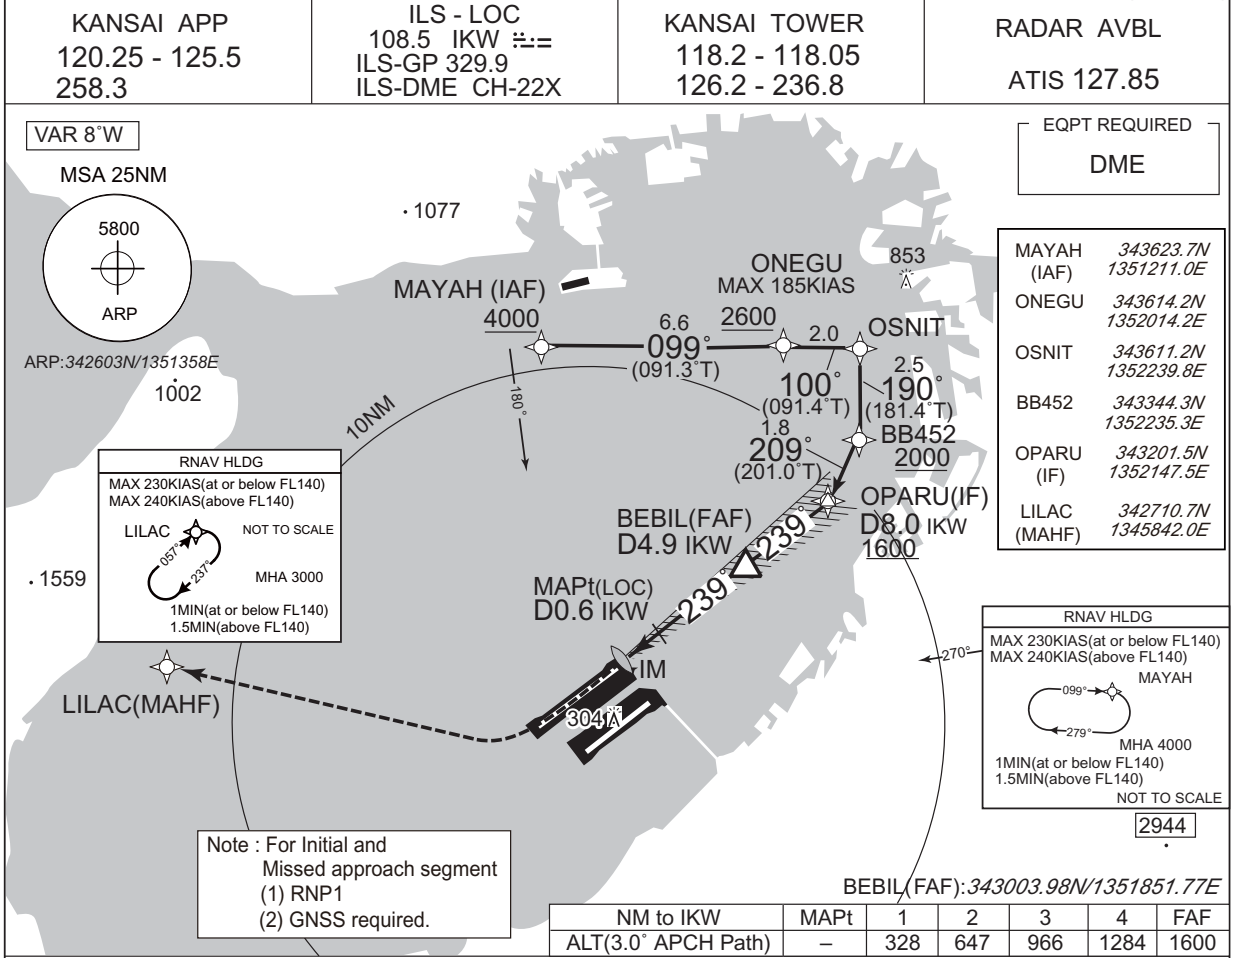 KANSAI APP
120.25 - 125.5
258.3
ILS - LOC
108.5 IKW
ILS-GP 329.9
ILS-DME CH-22X
KANSAI TOWER
118.2 - 118.05
126.2 - 236.8
RADAR AVBL
ATIS 127.85
VAR 8°W
MSA 25NM
5800
ARP
ARP:342603N/1351358E
1002
1077
EQPT REQUIRED
DME
853
MAYAH (IAF)
4000
ONEGU
MAX 185KIAS
2600
6.6
099°
(091.3°T)
2.0
OSNIT
100°
(091.4°T)
2.5
190°
(181.4°T)
1.8
209°
(201.0°T)
BB452
2000
180°
10NM
OPARU(IF)
D8.0 IKW
1600
BEBIL(FAF)
D4.9 IKW
239°
239°
MAPt(LOC)
D0.6 IKW
IM
304
270°
MAYAH 343623.7N
(IAF) 1351211.0E
ONEGU 343614.2N
1352014.2E
OSNIT 343611.2N
1352239.8E
BB452 343344.3N
1352235.3E
OPARU 343201.5N
(IF) 1352147.5E
LILAC 342710.7N
(MAHF) 1345842.0E
RNAV HLDG
MAX 230KIAS(at or below FL140)
MAX 240KIAS(above FL140)
LILAC
NOT TO SCALE
057°
237°
MHA 3000
1MIN(at or below FL140)
1.5MIN(above FL140)
1559
LILAC(MAHF)
RNAV HLDG
MAX 230KIAS(at or below FL140)
MAX 240KIAS(above FL140)
MAYAH
099°
279°
MHA 4000
1MIN(at or below FL140)
1.5MIN(above FL140)
NOT TO SCALE
2944
Note : For Initial and
Missed approach segment
(1) RNP1
(2) GNSS required.
BEBIL(FAF):343003.98N/1351851.77E
NM to IKW MAPt 1 2 3 4 FAF
ALT(3.0° APCH Path) – 328 647 966 1284 1600